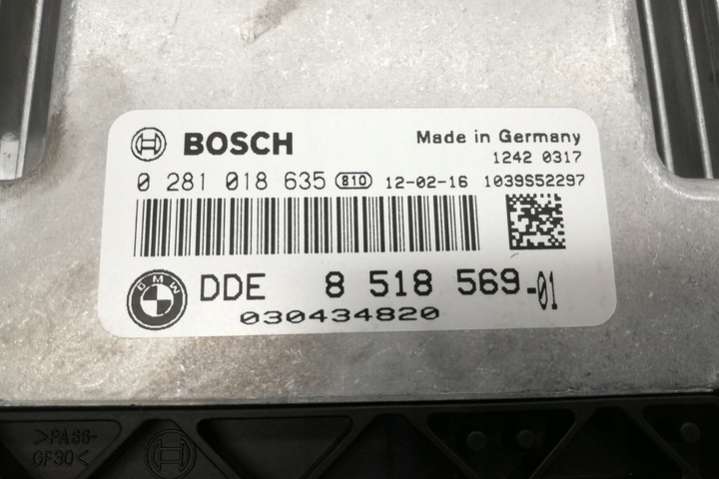 BOSCH
Made in Germany
1242 0317
0 281 018 635 810 12-02-16 1039S52297
BMW DDE 8 518 569-01
030434820
>PA66-
GF30<